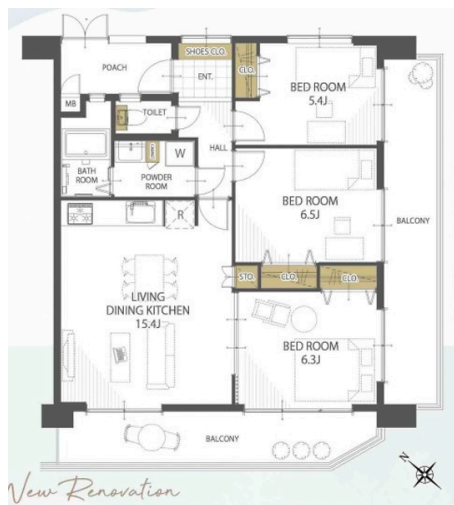 SHOES CLO.
POACH
ENT.
CLO.
BED ROOM
5.4J
MB
TOILET
HALL
W
BATH
ROOM
POWDER
ROOM
BED ROOM
6.5J
BALCONY
R
STO.
CLO.
CLO.
LIVING
DINING KITCHEN
15.4J
BED ROOM
6.3J
BALCONY
N
New Renovation